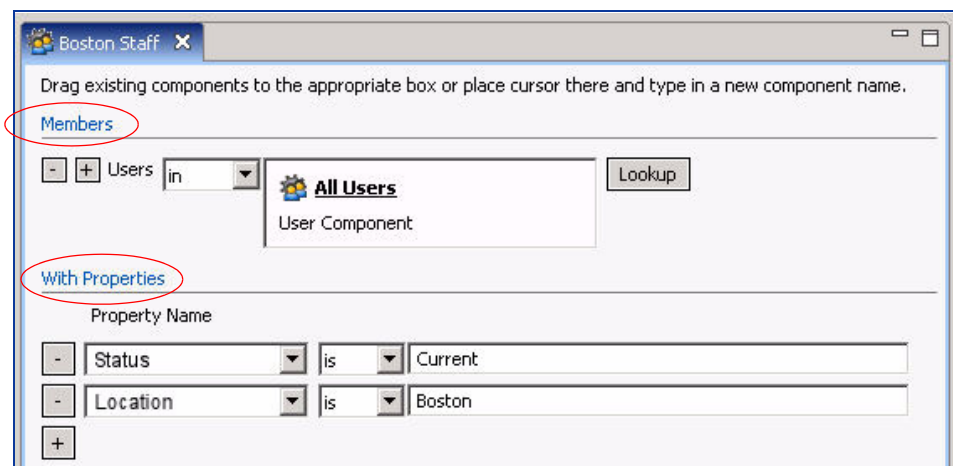 Boston Staff
Drag existing components to the appropriate box or place cursor there and type in a new component name.
Members
- + Users in All Users Lookup
User Component
With Properties
Property Name
- Status is Current
- Location is Boston
+